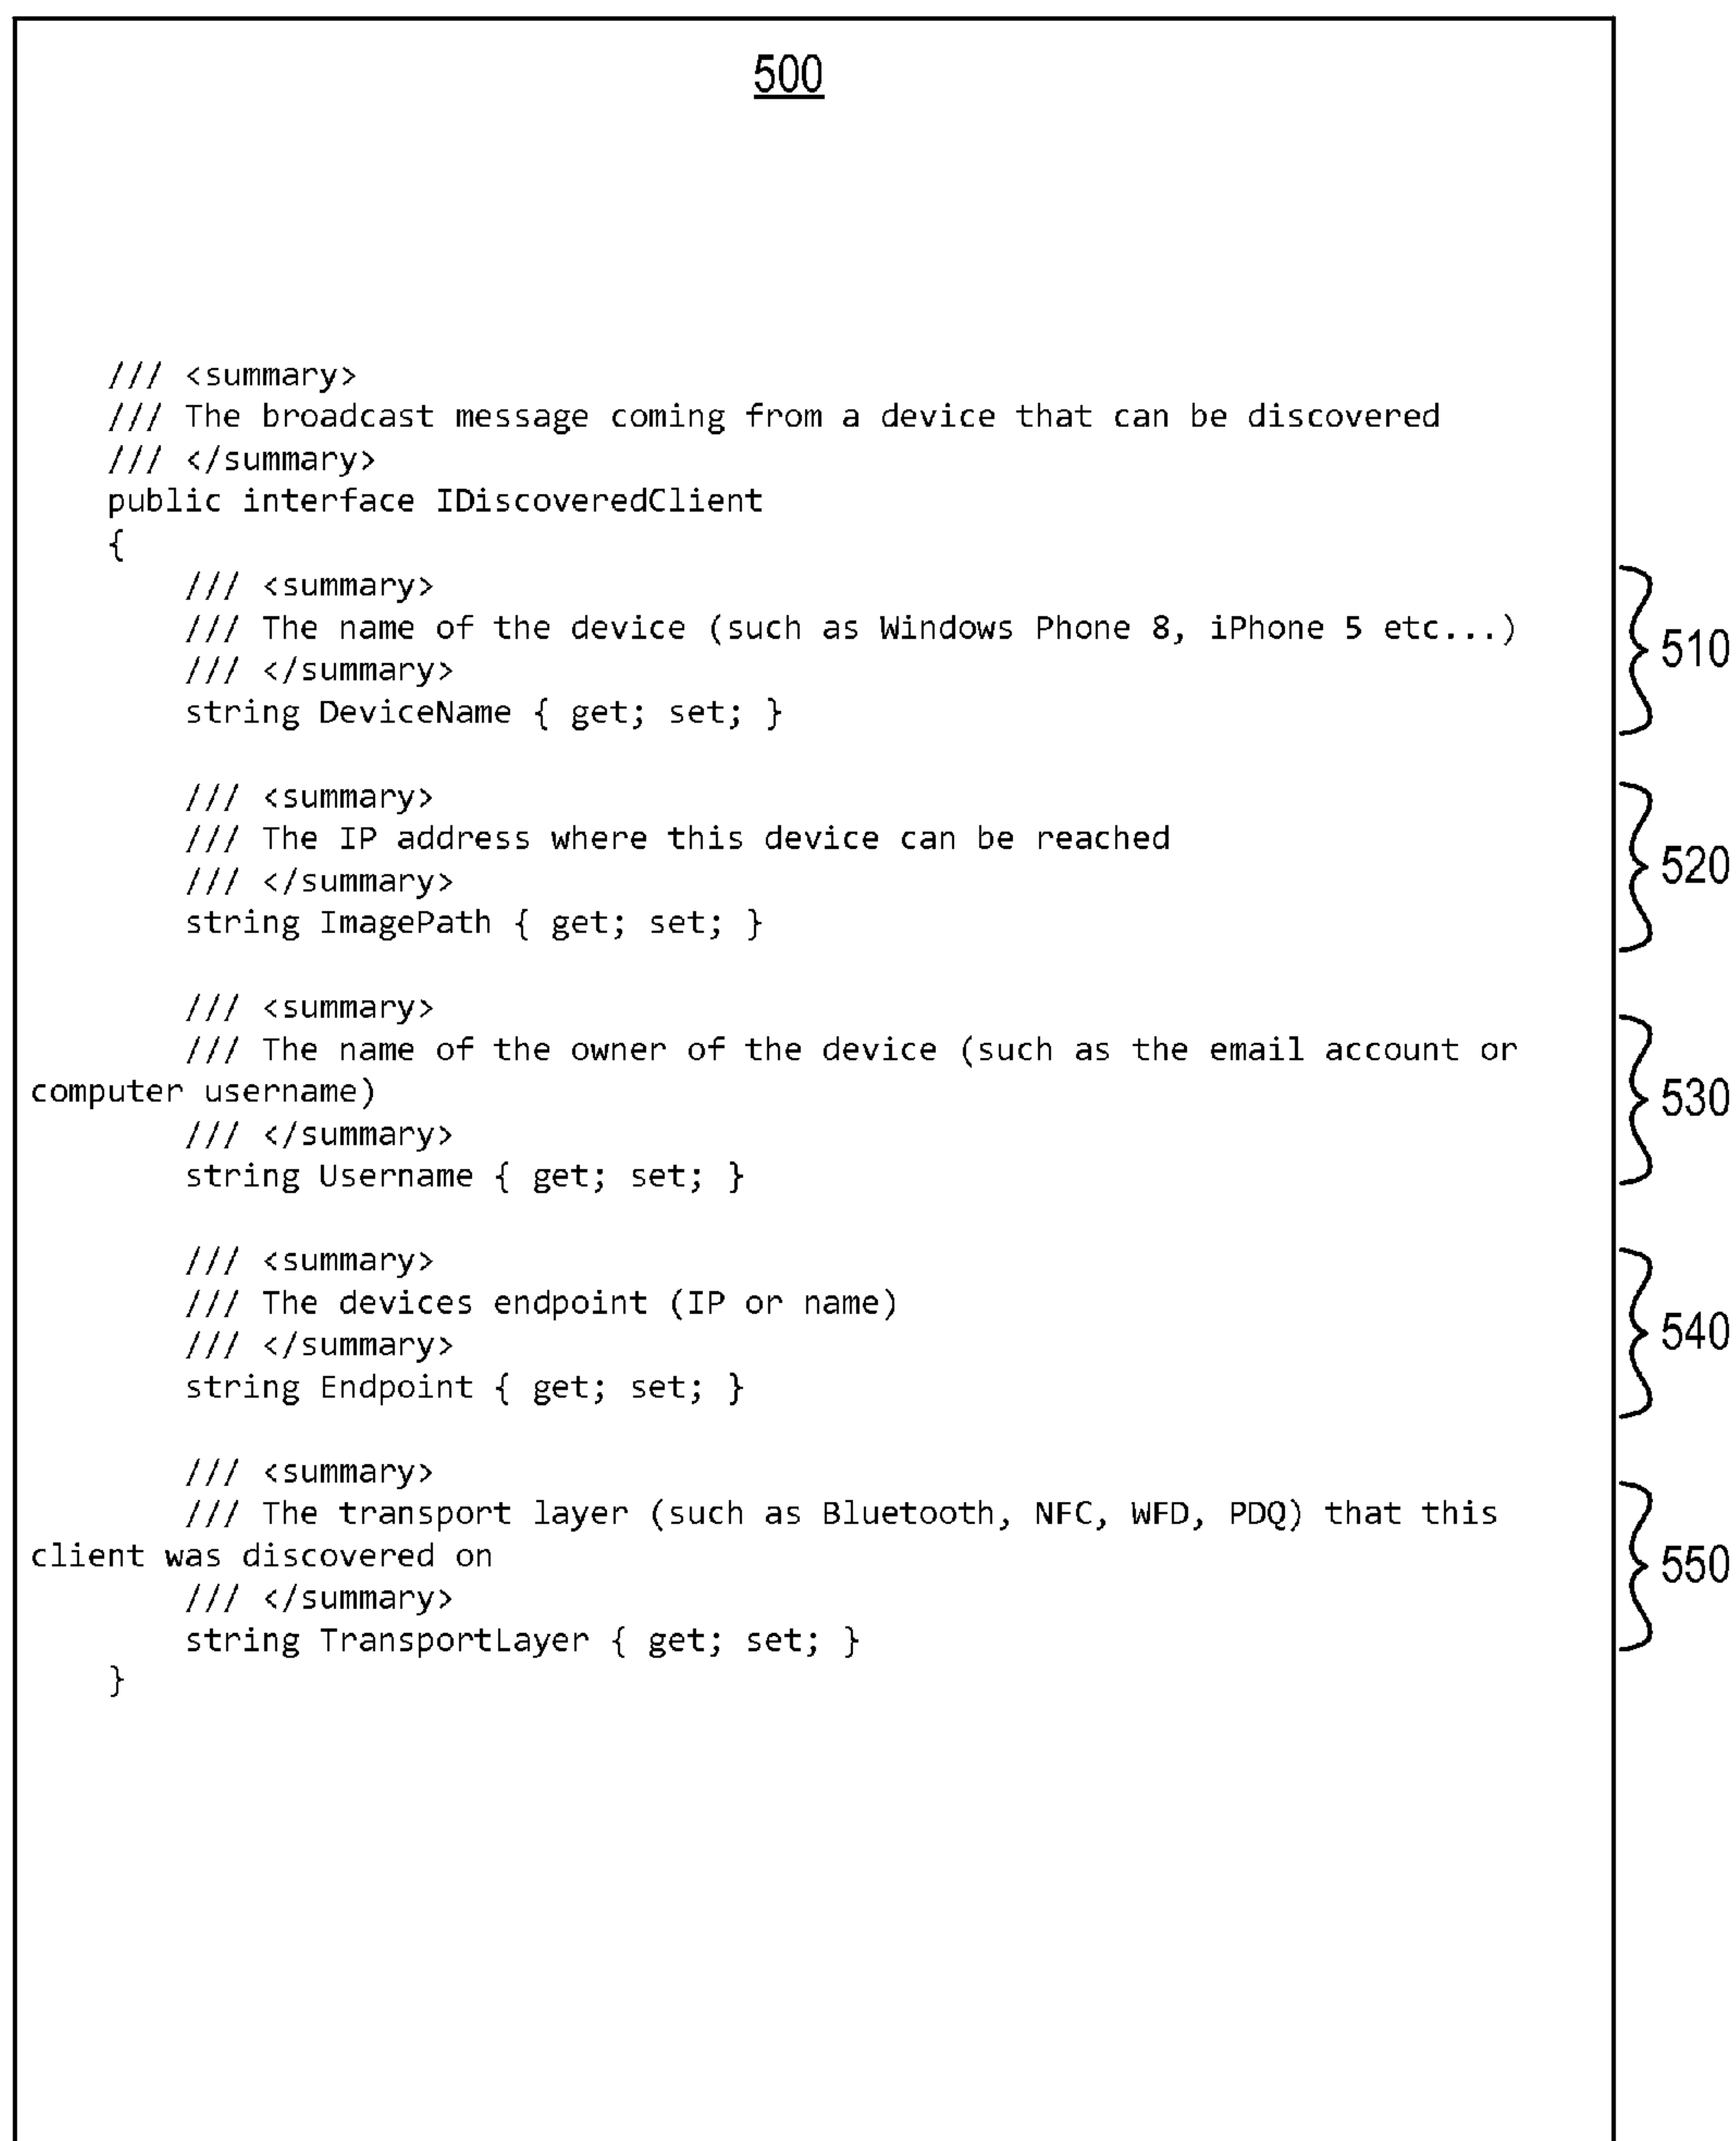 500
/// <summary>
/// The broadcast message coming from a device that can be discovered
/// </summary>
public interface IDiscoveredClient
{
/// <summary>
/// The name of the device (such as Windows Phone 8, iPhone 5 etc...)
/// </summary>
string DeviceName { get; set; }
510
/// <summary>
/// The IP address where this device can be reached
/// </summary>
string ImagePath { get; set; }
520
/// <summary>
/// The name of the owner of the device (such as the email account or
computer username)
/// </summary>
string Username { get; set; }
530
/// <summary>
/// The devices endpoint (IP or name)
/// </summary>
string Endpoint { get; set; }
540
/// <summary>
/// The transport layer (such as Bluetooth, NFC, WFD, PDQ) that this
client was discovered on
/// </summary>
string TransportLayer { get; set; }
550
}